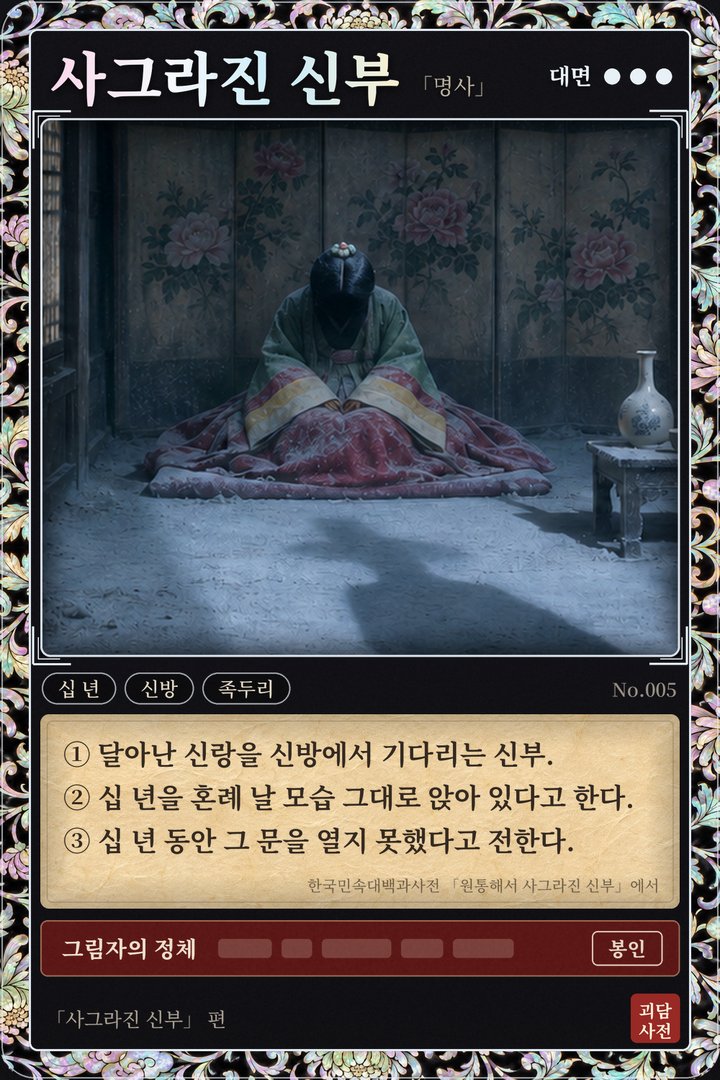 사그라진 신부 「명사」 대면 ●●●
십 년 신방 족두리 No.005
① 달아난 신랑을 신방에서 기다리는 신부.
② 십 년을 혼례 날 모습 그대로 앉아 있다고 한다.
③ 십 년 동안 그 문을 열지 못했다고 전한다.
한국민속대백과사전 「원통해서 사그라진 신부」에서
그림자의 정체 봉인
「사그라진 신부」 편
괴담
사전